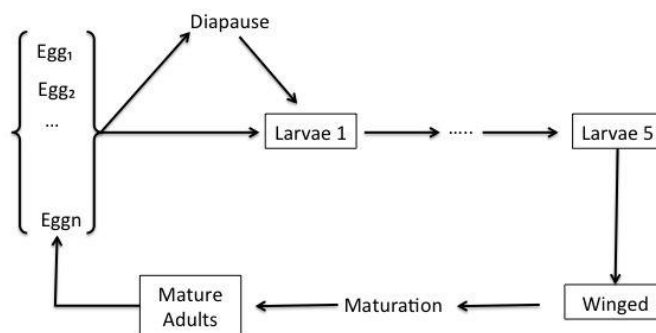 Diapause
Egg₁
Egg₂
...
Larvae 1
.....
Larvae 5
Eggn
Mature
Adults
Maturation
Winged